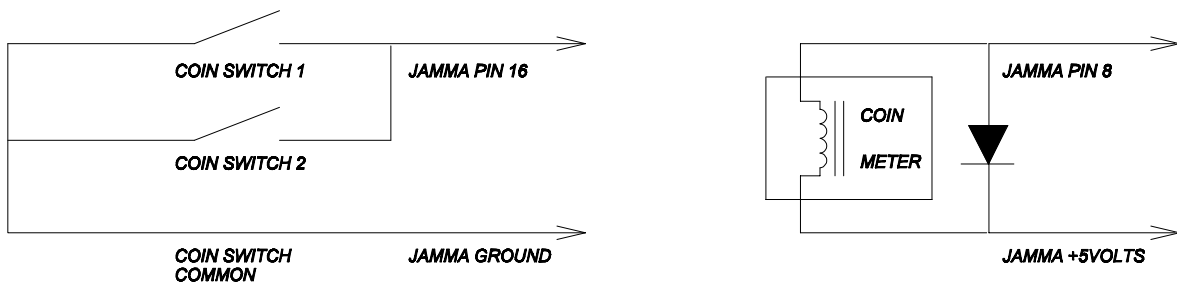 COIN SWITCH 1
JAMMA PIN 16
COIN SWITCH 2
COIN SWITCH
COMMON
JAMMA GROUND
JAMMA PIN 8
COIN
METER
JAMMA +5VOLTS